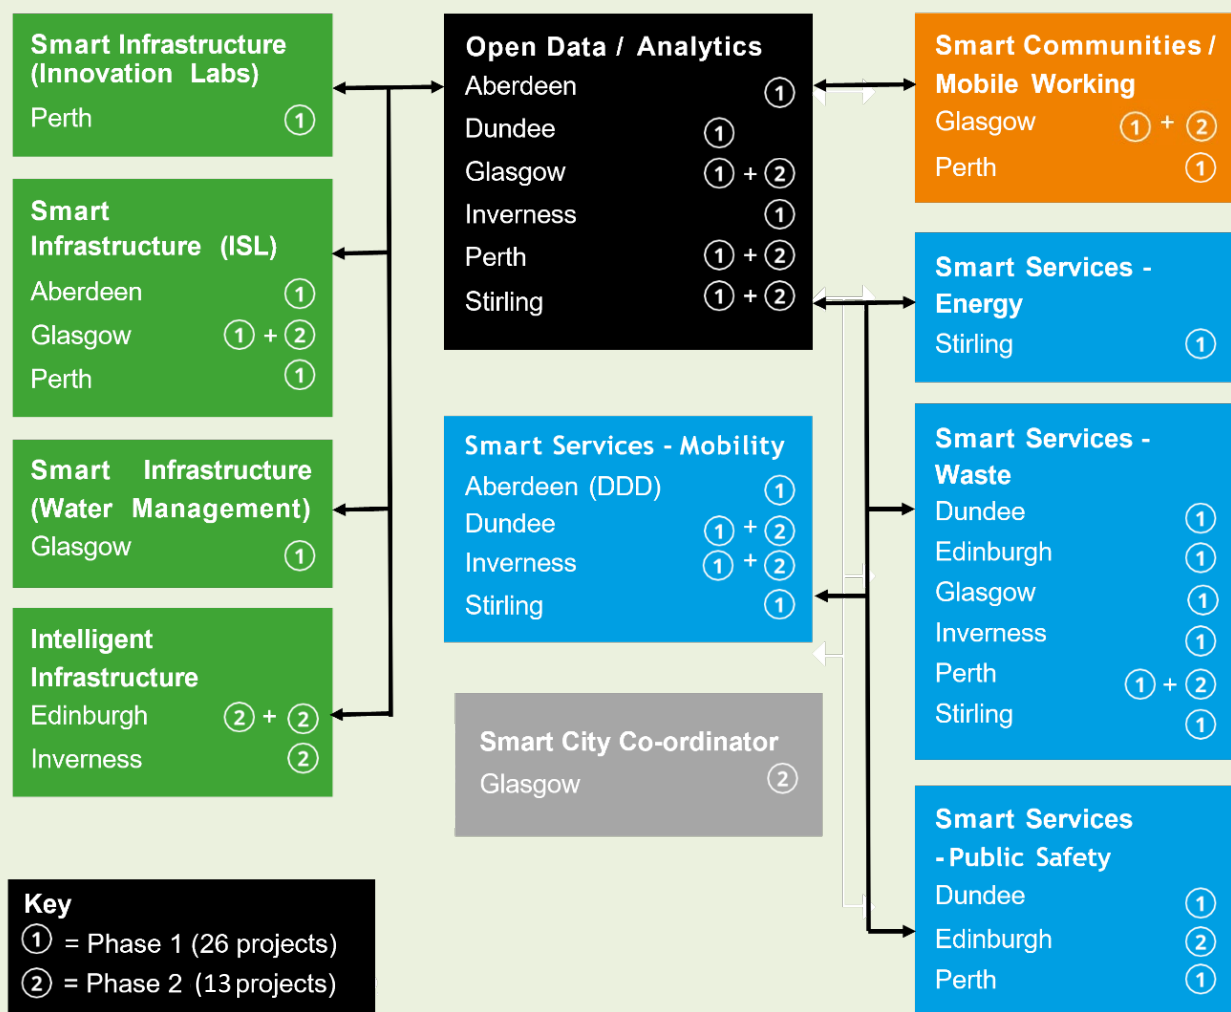 Smart Infrastructure
(Innovation Labs)
Perth ①
Smart
Infrastructure (ISL)
Aberdeen ①
Glasgow ① + ②
Perth ①
Smart Infrastructure
(Water Management)
Glasgow ①
Intelligent
Infrastructure
Edinburgh ② + ②
Inverness ②
Key
① = Phase 1 (26 projects)
② = Phase 2 (13 projects)
Open Data / Analytics
Aberdeen ①
Dundee ①
Glasgow ① + ②
Inverness ①
Perth ① + ②
Stirling ① + ②
Smart Services - Mobility
Aberdeen (DDD) ①
Dundee ① + ②
Inverness ① + ②
Stirling ①
Smart City Co-ordinator
Glasgow ②
Smart Communities /
Mobile Working
Glasgow ① + ②
Perth ①
Smart Services -
Energy
Stirling ①
Smart Services -
Waste
Dundee ①
Edinburgh ①
Glasgow ①
Inverness ①
Perth ① + ②
Stirling ①
Smart Services
- Public Safety
Dundee ①
Edinburgh ②
Perth ①